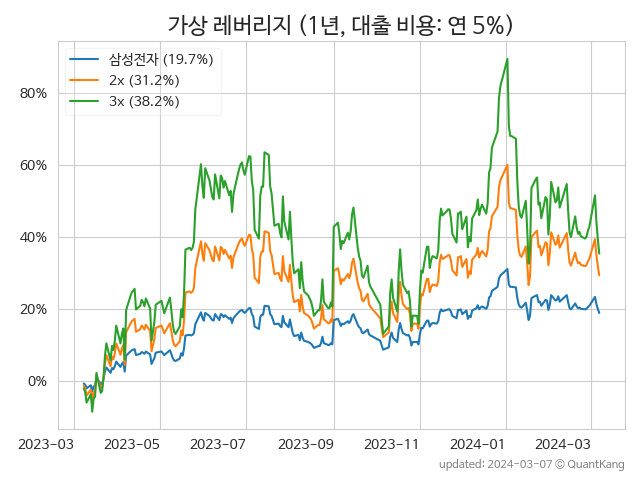 가상 레버리지 (1년, 대출 비용: 연 5%)
삼성전자 (19.7%)
2x (31.2%)
3x (38.2%)
80%
60%
40%
20%
0%
2023-03 2023-05 2023-07 2023-09 2023-11 2024-01 2024-03
updated: 2024-03-07 © QuantKang